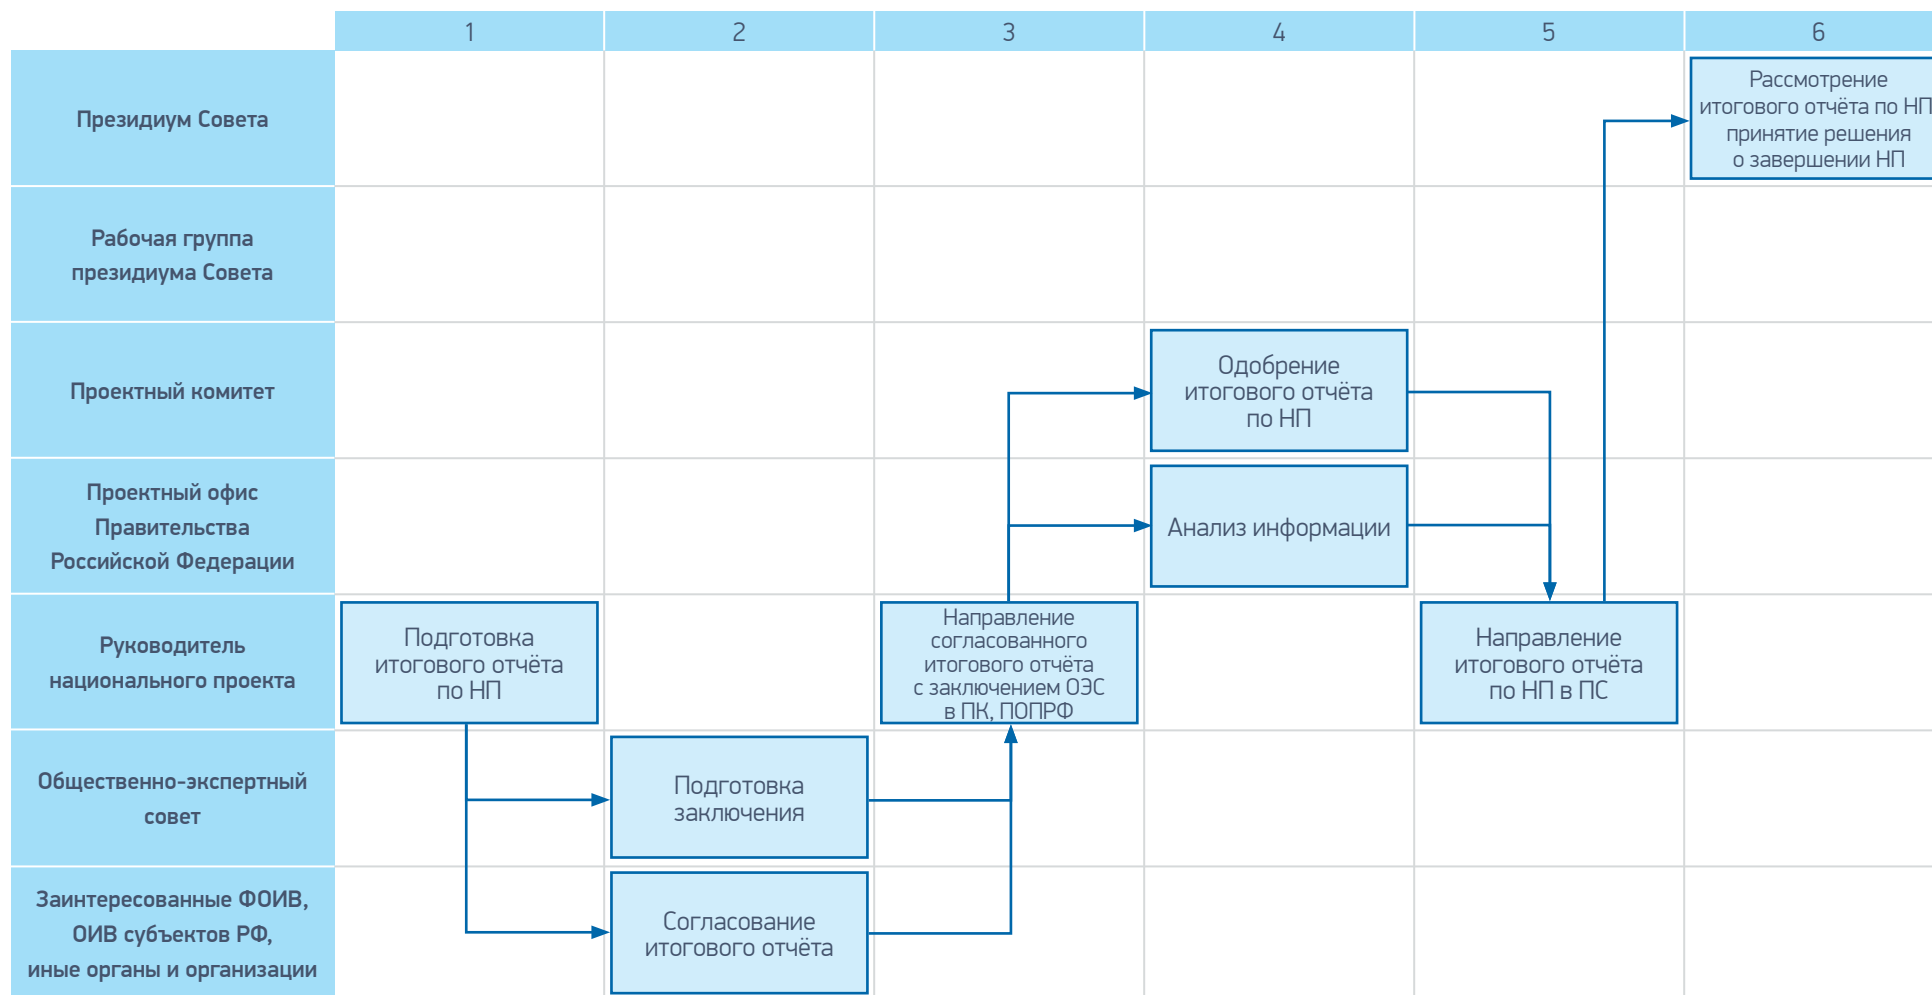 1
2
3
4
5
6
Президиум Совета
Рассмотрение
итогового отчёта по НП
принятие решения
о завершении НП
Рабочая группа
президиума Совета
Проектный комитет
Одобрение
итогового отчёта
по НП
Проектный офис
Правительства
Российской Федерации
Анализ информации
Руководитель
национального проекта
Подготовка
итогового отчёта
по НП
Направление
согласованного
итогового отчёта
с заключением ОЭС
в ПК, ПОПРФ
Направление
итогового отчёта
по НП в ПС
Общественно-экспертный
совет
Подготовка
заключения
Заинтересованные ФОИВ,
ОИВ субъектов РФ,
иные органы и организации
Согласование
итогового отчёта